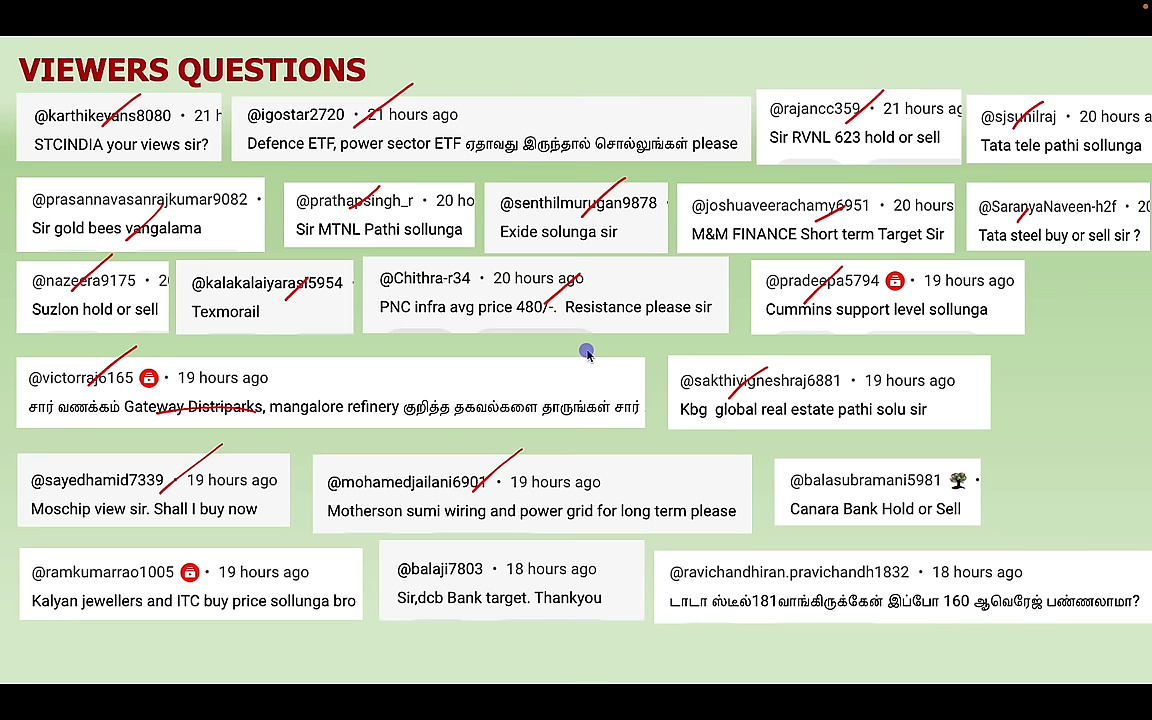 VIEWERS QUESTIONS
@karthikevans8080 • 21 h
STCINDIA your views sir?
@igostar2720 • 21 hours ago
Defence ETF, power sector ETF ஏதாவது இருந்தால் சொல்லுங்கள் please
@rajancc359 • 21 hours ag
Sir RVNL 623 hold or sell
@sjsunilraj • 20 hours a
Tata tele pathi sollunga
@prasannavasanrajkumar9082 •
Sir gold bees vangalama
@prathapsingh_r • 20 ho
Sir MTNL Pathi sollunga
@senthilmurugan9878 •
Exide solunga sir
@joshuaveerachamy6951 • 20 hours
M&M FINANCE Short term Target Sir
@SaranyaNaveen-h2f • 20
Tata steel buy or sell sir ?
@nazeera9175 • 2
Suzlon hold or sell
@kalakalaiyarasi5954
Texmorail
@Chithra-r34 • 20 hours ago
PNC infra avg price 480/-. Resistance please sir
@pradeepa5794 • 19 hours ago
Cummins support level sollunga
@victorraj6165 • 19 hours ago
சார் வணக்கம் Gateway Distriparks, mangalore refinery குறித்த தகவல்களை தாருங்கள் சார்
@sakthivigneshraj6881 • 19 hours ago
Kbg global real estate pathi solu sir
@sayedhamid7339 • 19 hours ago
Moschip view sir. Shall I buy now
@mohamedjailani6901 • 19 hours ago
Motherson sumi wiring and power grid for long term please
@balasubramani5981 •
Canara Bank Hold or Sell
@ramkumarrao1005 • 19 hours ago
Kalyan jewellers and ITC buy price sollunga bro
@balaji7803 • 18 hours ago
Sir,dcb Bank target. Thankyou
@ravichandhiran.pravichandh1832 • 18 hours ago
டாடா ஸ்டீல்181வாங்கிருக்கேன் இப்போ 160 ஆவெரேஜ் பண்ணலாமா?